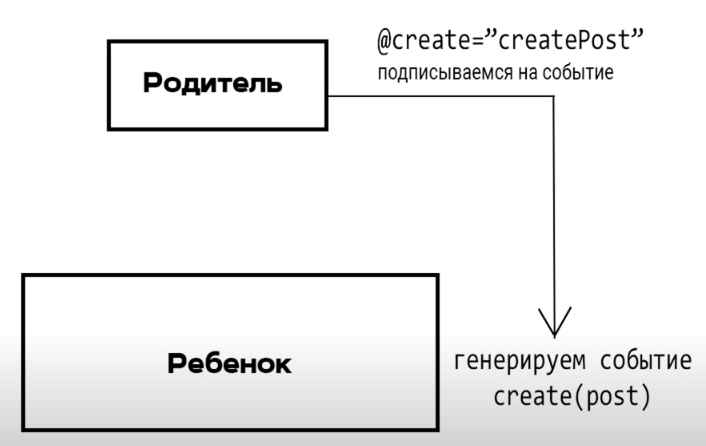 @create=”createPost”
подписываемся на событие
Родитель
Ребенок
генерируем событие
create(post)